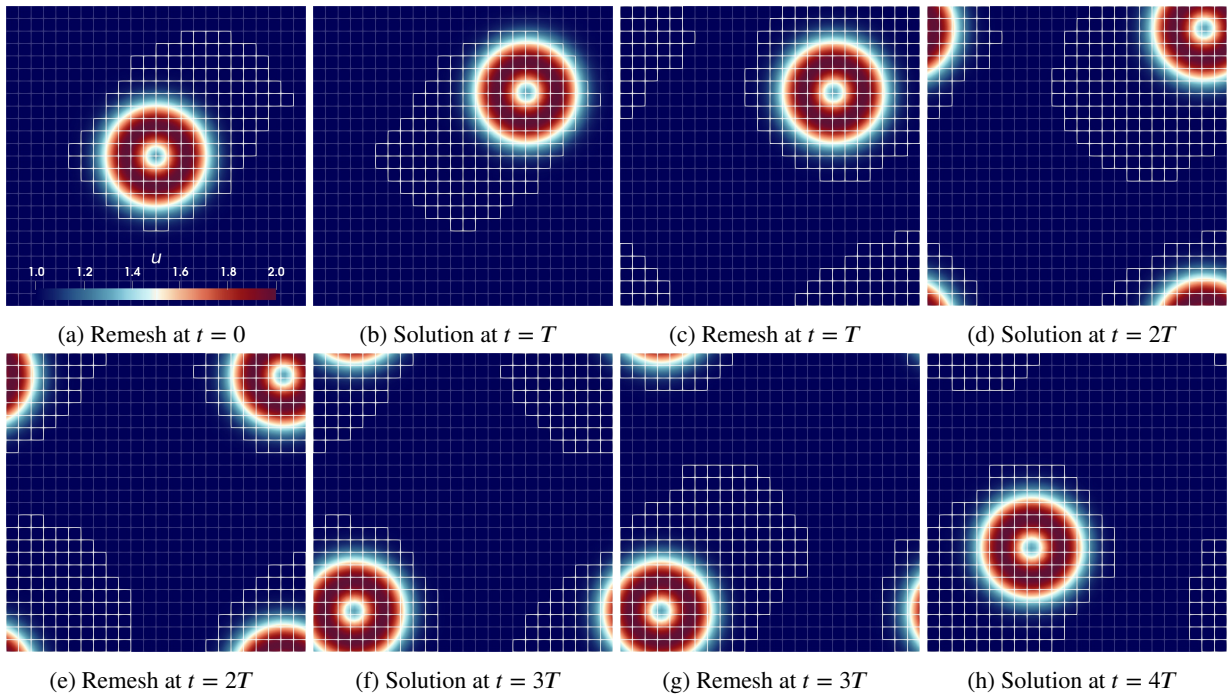 u
1.0 1.2 1.4 1.6 1.8 2.0
(a) Remesh at t = 0 (b) Solution at t = T (c) Remesh at t = T (d) Solution at t = 2T
(e) Remesh at t = 2T (f) Solution at t = 3T (g) Remesh at t = 3T (h) Solution at t = 4T